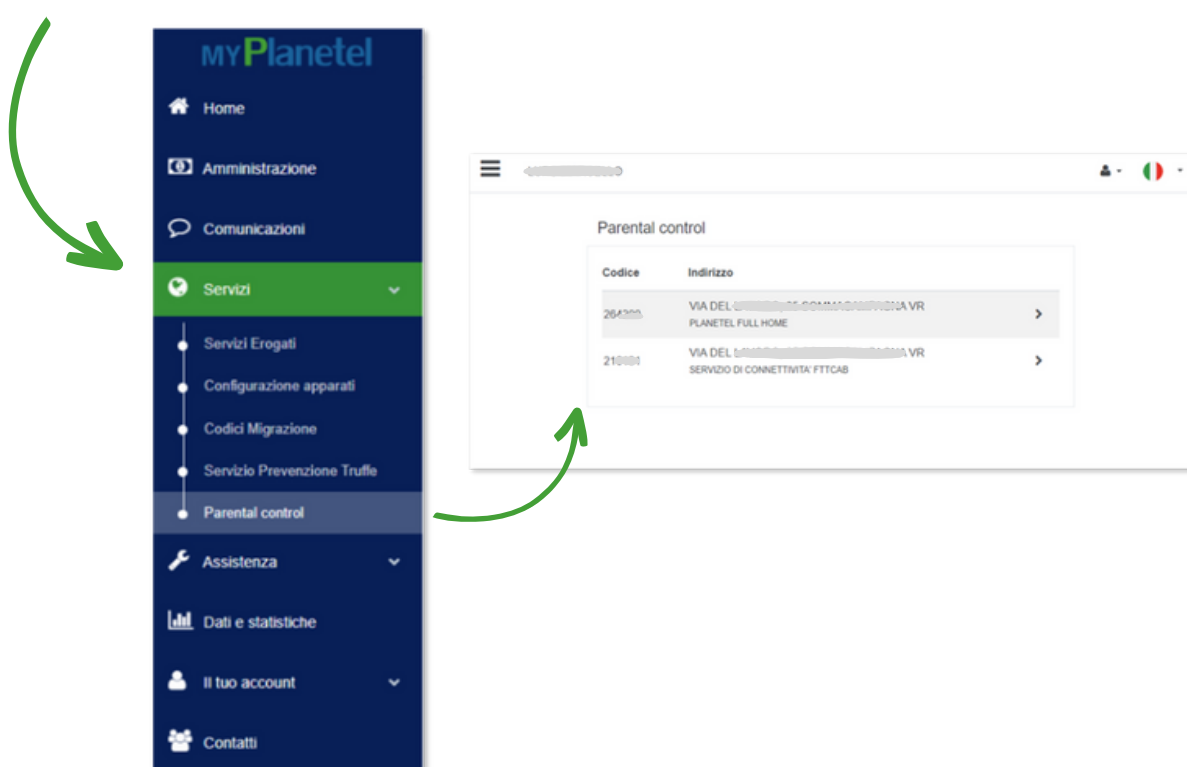 MYPlanetel
Home
Amministrazione
Comunicazioni
Servizi
Servizi Erogati
Configurazione apparati
Codici Migrazione
Servizio Prevenzione Truffe
Parental control
Assistenza
Dati e statistiche
Il tuo account
Contatti
Parental control
Codice Indirizzo
VIA DEL VR
PLANETEL FULL HOME
VIA DEL VR
SERVIZIO DI CONNETTIVITA' FTTCAB